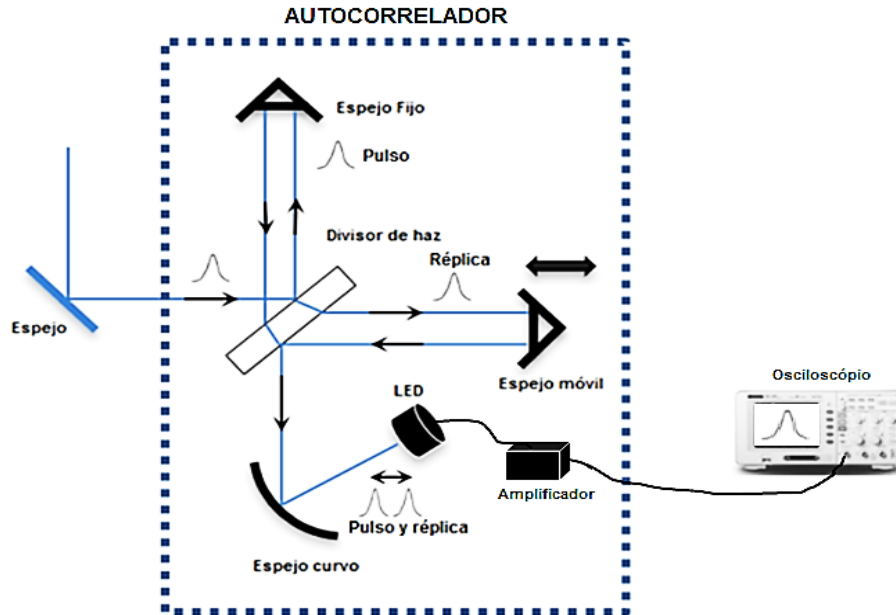 AUTOCORRELADOR
Espejo Fijo
Pulso
Divisor de haz
Réplica
Espejo
Espejo móvil
LED
Osciloscópio
Amplificador
Pulso y réplica
Espejo curvo